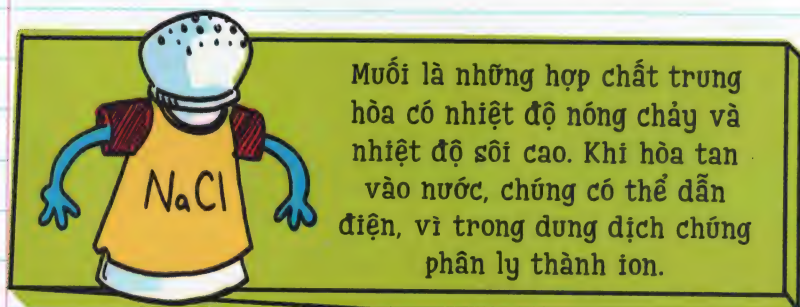 NaCl
Muối là những hợp chất trung
hòa có nhiệt độ nóng chảy và
nhiệt độ sôi cao. Khi hòa tan
vào nước, chúng có thể dẫn
điện, vì trong dung dịch chúng
phân ly thành ion.